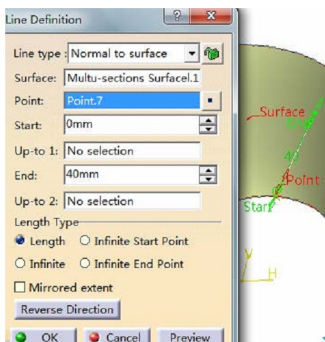 Line Definition
?
Line type : Normal to surface
Surface: Multu-sections Surfacel.1
Point: Point.7
Start: 0mm
Up-to 1: No selection
End: 40mm
Up-to 2: No selection
Length Type
Length Infinite Start Point
Infinite Infinite End Point
Mirrored extent
Reverse Direction
OK Cancel Preview
Surface
Point
Start
H